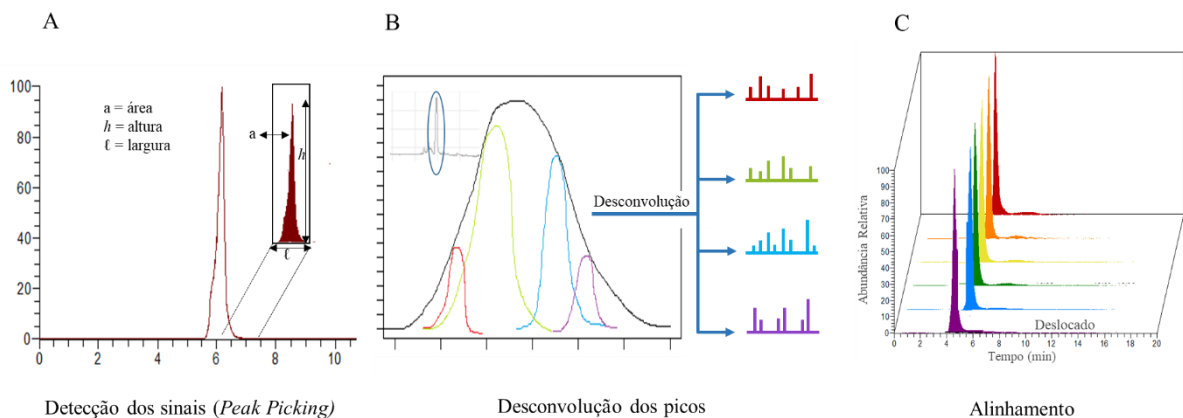 A
B
C
100
80
60
40
20
0
a = área
h = altura
ℓ = largura
a
h
ℓ
0 2 4 6 8 10
Desconvolução
Abundância Relativa
100
90
80
70
60
50
40
30
20
10
0
Deslocado
0 2 4 6 8 10 12 14 16 18 20
Tempo (min)
Detecção dos sinais (Peak Picking)
Desconvolução dos picos
Alinhamento